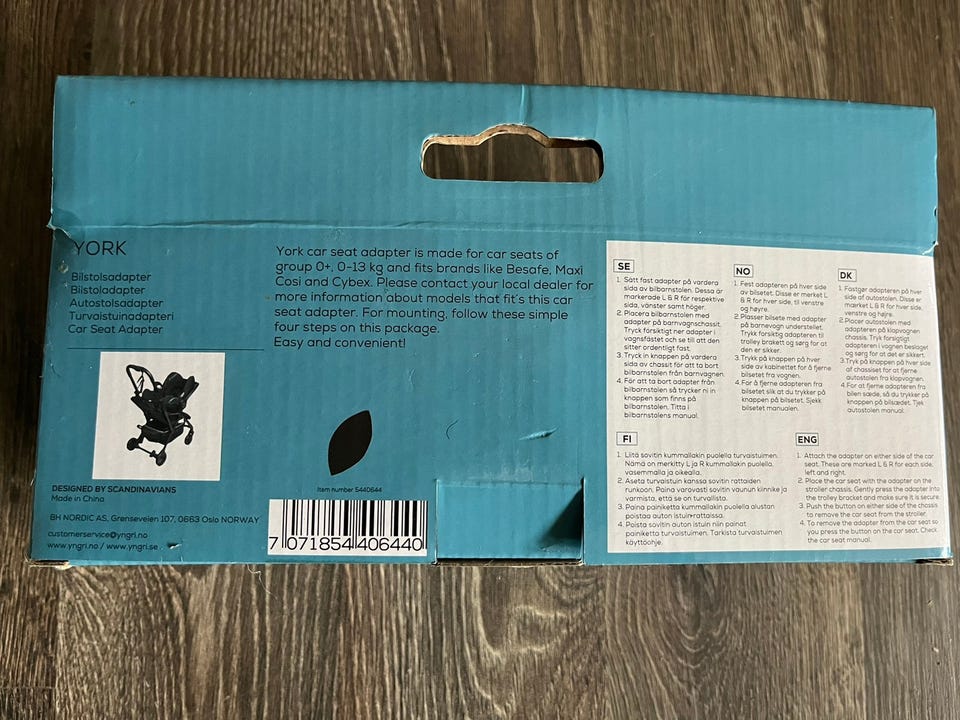 YORK
Bilstolsadapter
Bilstoladapter
Autostolsadapter
Turvaistuinadapteri
Car Seat Adapter
DESIGNED BY SCANDINAVIANS
Made in China
BH NORDIC AS, Grenseveien 107, 0663 Oslo NORWAY
customerservice@yngri.no
www.yngri.no / www.yngri.se
York car seat adapter is made for car seats of
group 0+, 0-13 kg and fits brands like Besafe, Maxi
Cosi and Cybex. Please contact your local dealer for
more information about models that fit's this car
seat adapter. For mounting, follow these simple
four steps on this package.
Easy and convenient!
Item number 5440644
7 071854 406440
SE
1. Sätt fast adapter på vardera
sida av bilbarnstolen. Dessa är
markerade L & R för respektive
sida, vänster samt höger.
2. Placera bilbarnstolen med
adapter på barnvagnschassit.
Tryck försiktigt ner adapter i
vagnsfästet och se till att den
sitter ordentligt fast.
3. Tryck in knappen på vardera
sida av chassit för att ta bort
bilbarnstolen från barnvagnen.
4. För att ta bort adapter från
bilbarnstolen så trycker ni in
knappen som finns på
bilbarnstolen. Titta i
bilbarnstolens manual.
NO
1. Fest adapteren på hver side
av bilsetet. Disse er merket L
& R for hver side, til venstre
og høyre.
2. Plasser bilsete med adapter
på barnevogn understellet.
Trykk forsiktig adapteren til
trolley brakett og sørg for at
den er sikker.
3. Trykk på knappen på hver
side av kabinettet for å fjerne
bilsetet fra vognen.
4. For å fjerne adapteren fra
bilsetet slik at du trykker på
knappen på bilsetet. Sjekk
bilsetet manualen.
DK
1. Fastgør adapteren på hver
side af autostolen. Disse er
mærket L & R for hver side,
venstre og højre.
2. Placer autostolen med
adapteren på klapvognen
chassis. Tryk forsigtigt
adapteren i vognen beslaget
og sørg for at det er sikkert.
3. Tryk på knappen på hver side
af chassiset for at fjerne
autostolen fra klapvognen.
4. For at fjerne adapteren fra
bilen sæde, så du trykker på
knappen på bilsædet. Tjek
autostolen manual.
FI
1. Liitä sovitin kummallakin puolella turvaistuimen.
Nämä on merkitty L ja R kummallakin puolella,
vasemmalla ja oikealla.
2. Aseta turvaistuin kanssa sovitin rattaiden
runkoon. Paina varovasti sovitin vaunun kiinnike ja
varmista, että se on turvallista.
3. Paina painiketta kummallakin puolella alustan
poistaa auton istuinrattaissa.
4. Poista sovitin auton istuin niin painat
painiketta turvaistuimen. Tarkista turvaistuimen
käyttöohje.
ENG
1. Attach the adapter on either side of the car
seat. These are marked L & R for each side,
left and right.
2. Place the car seat with the adapter on the
stroller chassis. Gently press the adapter into
the trolley bracket and make sure it is secure.
3. Push the button on either side of the chassis
to remove the car seat from the stroller.
4. To remove the adapter from the car seat so
you press the button on the car seat. Check
the car seat manual.